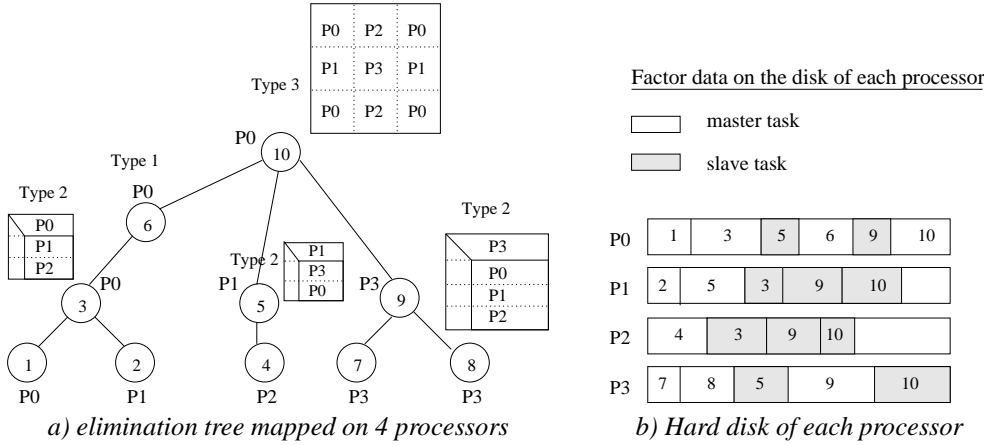 P0 P2 P0
P1 P3 P1
P0 P2 P0
Type 3
P0
10
Type 1
P0
6
Type 2
P0
P1
P2
P0
3
1
P0
2
P1
Type 2
P1
P3
P0
P1
5
4
P2
Type 2
P3
P0
P1
P2
P3
9
7
P3
8
P3
a) elimination tree mapped on 4 processors
Factor data on the disk of each processor
master task
slave task
P0 1 3 5 6 9 10
P1 2 5 3 9 10
P2 4 3 9 10
P3 7 8 5 9 10
b) Hard disk of each processor